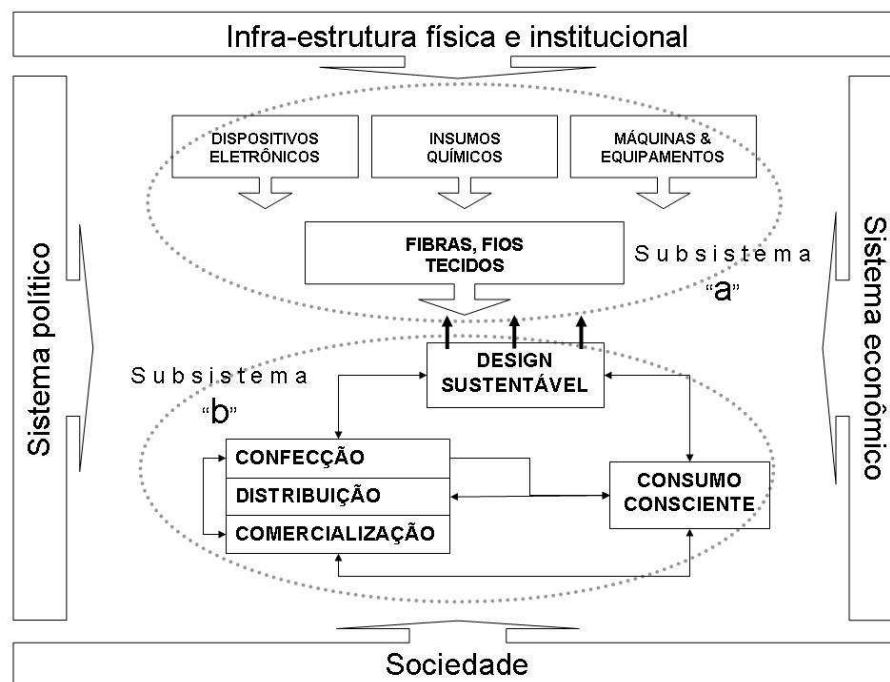 Infra-estrutura física e institucional
Sistema político
Sistema econômico
DISPOSITIVOS
ELETRÔNICOS
INSUMOS
QUÍMICOS
MÁQUINAS &
EQUIPAMENTOS
FIBRAS, FIOS
TECIDOS
Subsistema
"a"
DESIGN
SUSTENTÁVEL
Subsistema
"b"
CONFECÇÃO
DISTRIBUIÇÃO
COMERCIALIZAÇÃO
CONSUMO
CONSCIENTE
Sociedade